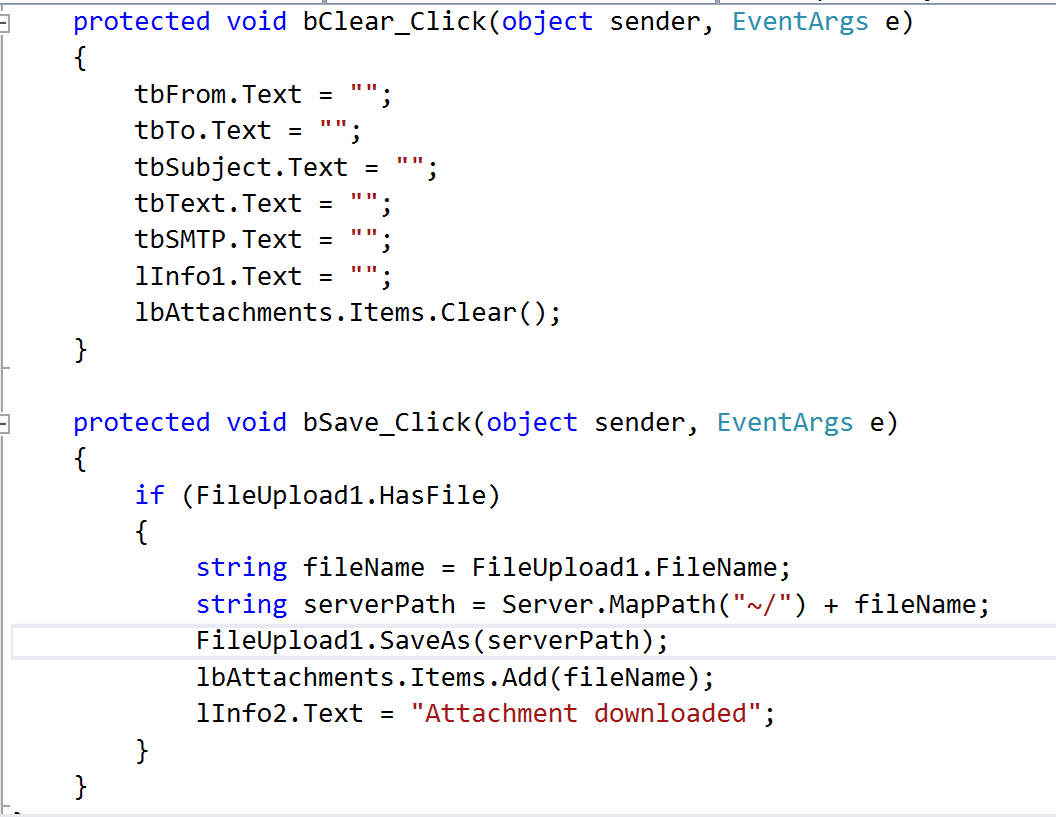 protected void bClear_Click(object sender, EventArgs e)
{
tbFrom.Text = "";
tbTo.Text = "";
tbSubject.Text = "";
tbText.Text = "";
tbSMTP.Text = "";
lInfo1.Text = "";
lbAttachments.Items.Clear();
}
protected void bSave_Click(object sender, EventArgs e)
{
if (FileUpload1.HasFile)
{
string fileName = FileUpload1.FileName;
string serverPath = Server.MapPath("~/") + fileName;
FileUpload1.SaveAs(serverPath);
lbAttachments.Items.Add(fileName);
lInfo2.Text = "Attachment downloaded";
}
}